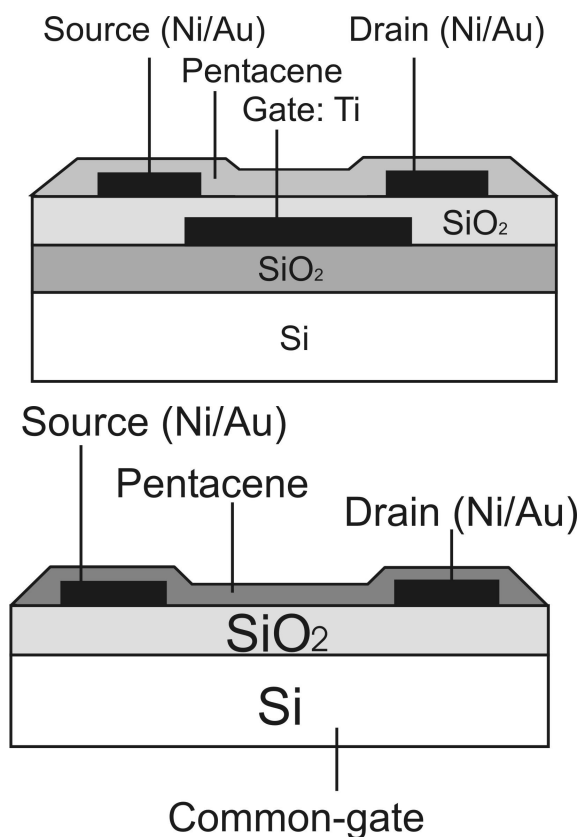 Source (Ni/Au) Drain (Ni/Au)
Pentacene
Gate: Ti
SiO₂
SiO₂
Si
Source (Ni/Au)
Pentacene
Drain (Ni/Au)
SiO₂
Si
Common-gate